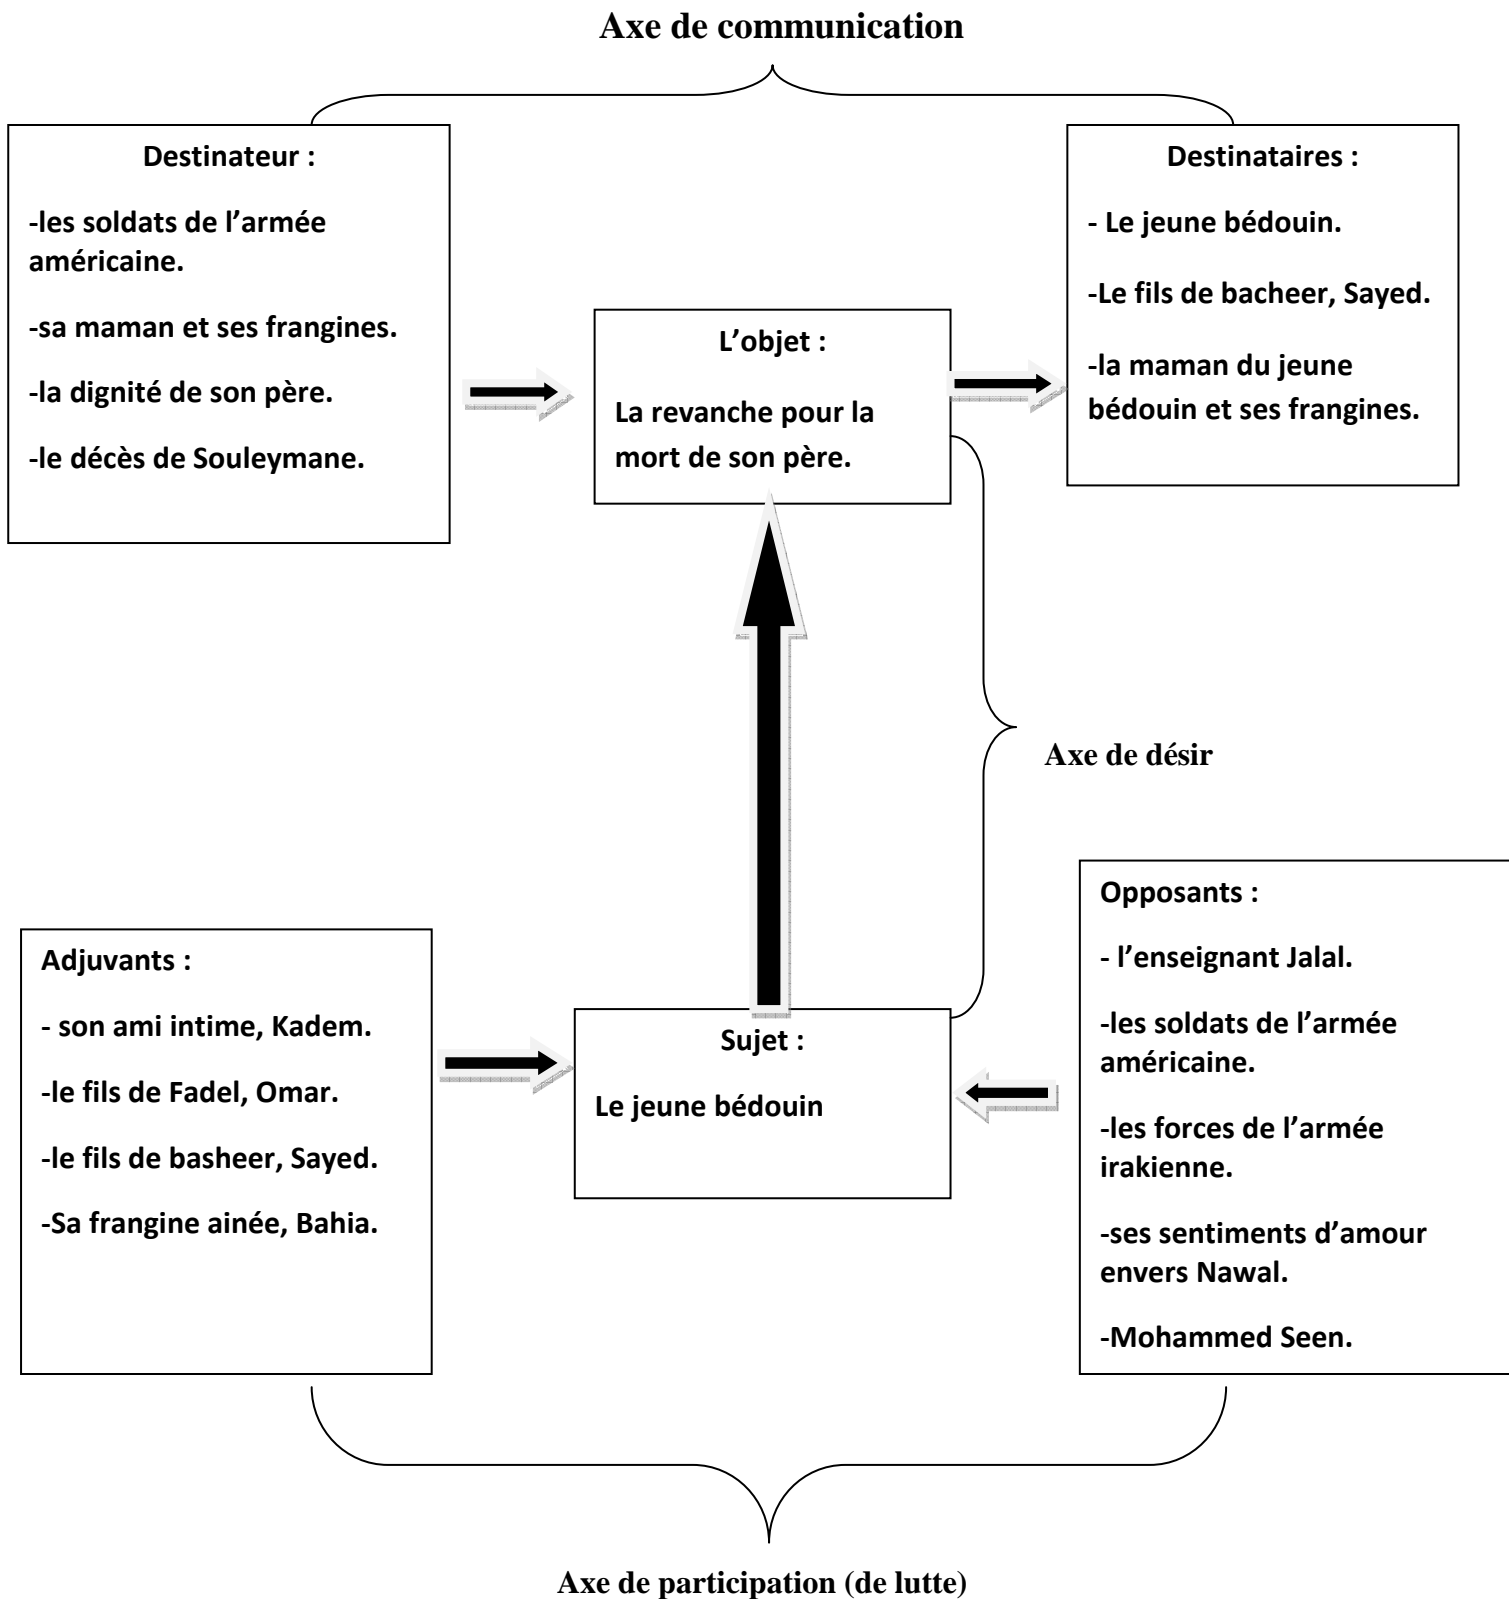 Axe de communication
Destinateur :
-les soldats de l’armée
américaine.
-sa maman et ses frangines.
-la dignité de son père.
-le décès de Souleymane.
L’objet :
La revanche pour la
mort de son père.
Destinataires :
- Le jeune bédouin.
-Le fils de bacheer, Sayed.
-la maman du jeune
bédouin et ses frangines.
Axe de désir
Adjuvants :
- son ami intime, Kadem.
-le fils de Fadel, Omar.
-le fils de basheer, Sayed.
-Sa frangine ainée, Bahia.
Sujet :
Le jeune bédouin
Opposants :
- l’enseignant Jalal.
-les soldats de l’armée
américaine.
-les forces de l’armée
irakienne.
-ses sentiments d’amour
envers Nawal.
-Mohammed Seen.
Axe de participation (de lutte)